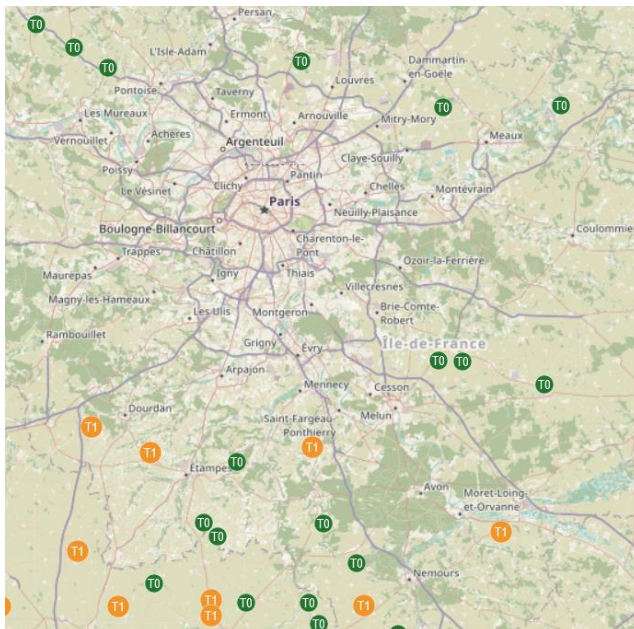 Persan
T0
L'Isle-Adam
T0
T0
T0
Dammartin-
en-Goële
Pontoise
Louvres
Taverny
T0
T0
Les Mureaux
Ermont
Arnouville
Mitry-Mory
Vernouillet
Achères
Argenteuil
Meaux
Claye-Souilly
Poissy
Pantin
Le Vésinet
Clichy
Chelles
Montévrain
Paris
Neuilly-Plaisance
Boulogne-Billancourt
Coulommie
Charenton-le-
Pont
Trappes
Châtillon
Ozoir-la-Ferrière
Maurepas
Igny
Thiais
Magny-les-Hameaux
Villecresnes
Les Ulis
Montgeron
Brie-Comte-
Robert
Rambouillet
Grigny
Évry
Île-de-France
T0
T0
Arpajon
Mennecy
Cesson
T0
Dourdan
Saint-Fargeau-
Ponthierry
Melun
T1
T1
T1
T0
Étampes
Avon
Moret-Loing-
et-Orvanne
T0
T0
T0
T1
T1
T0
T0
Nemours
T1
T1
T0
T0
T1
T1
T0